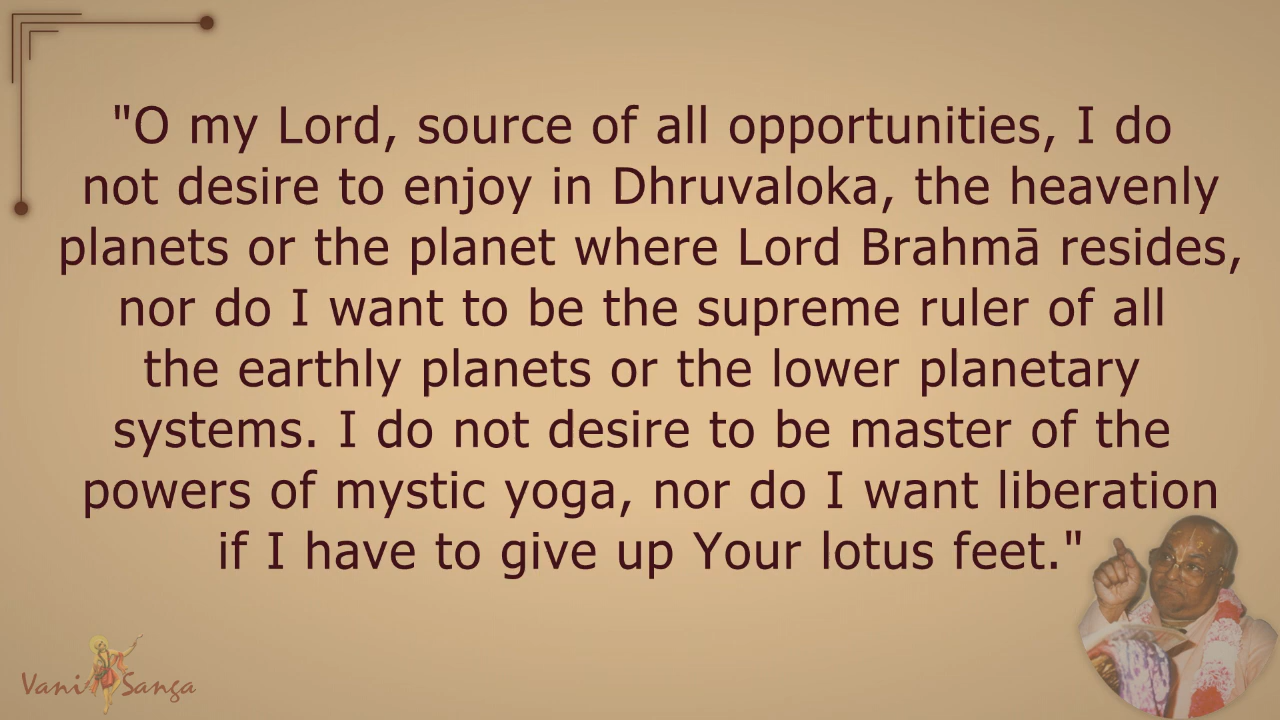 "O my Lord, source of all opportunities, I do
not desire to enjoy in Dhruvaloka, the heavenly
planets or the planet where Lord Brahmā resides,
nor do I want to be the supreme ruler of all
the earthly planets or the lower planetary
systems. I do not desire to be master of the
powers of mystic yoga, nor do I want liberation
if I have to give up Your lotus feet."
Vani Sanga